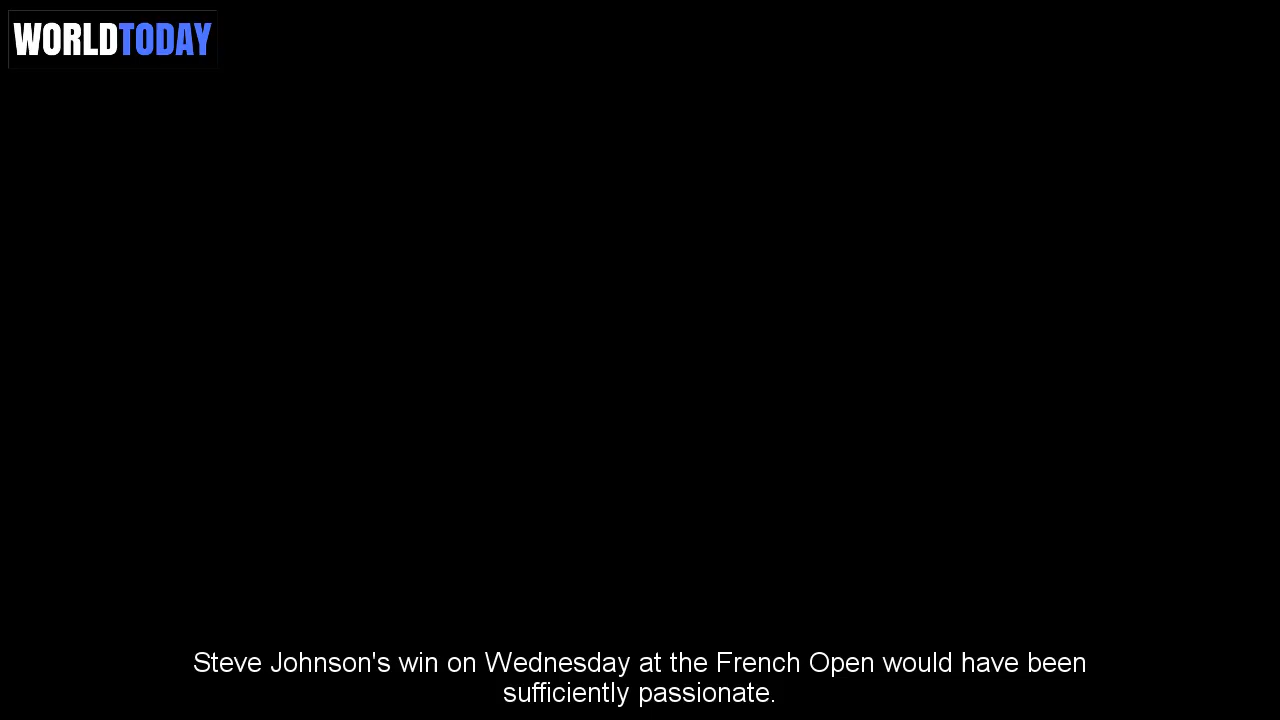 WORLDTODAY
Steve Johnson's win on Wednesday at the French Open would have been
sufficiently passionate.